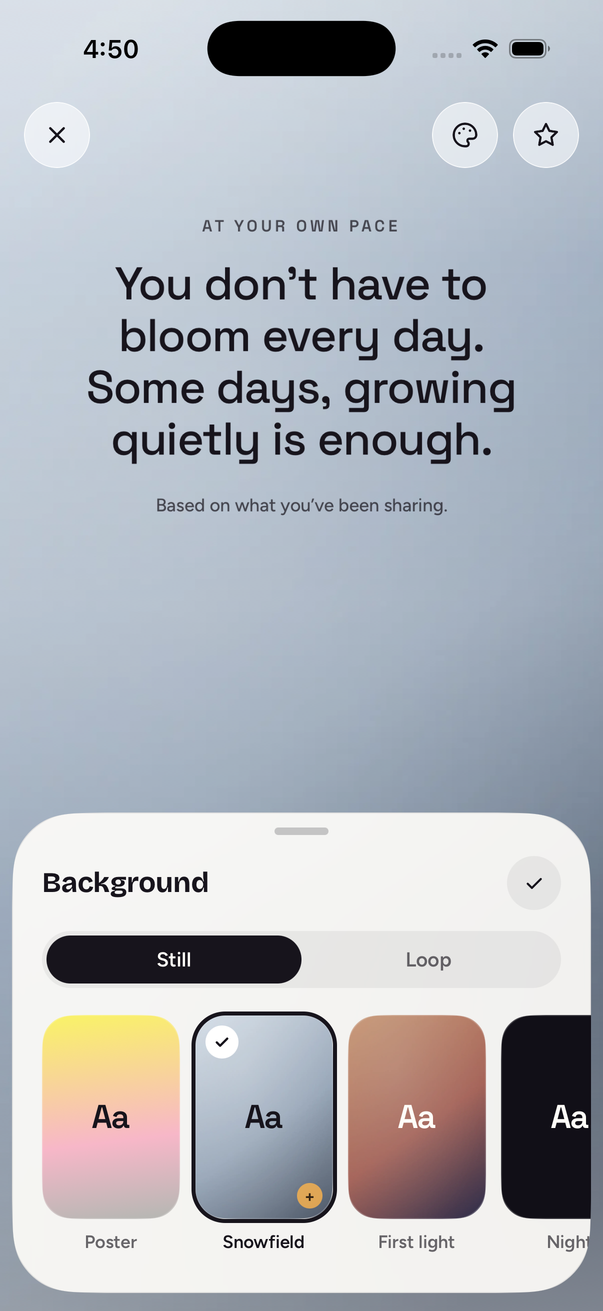 4:50
AT YOUR OWN PACE
You don’t have to
bloom every day.
Some days, growing
quietly is enough.
Based on what you’ve been sharing.
Background
Still
Loop
Aa
Aa
Aa
Aa
Poster
Snowfield
First light
Night